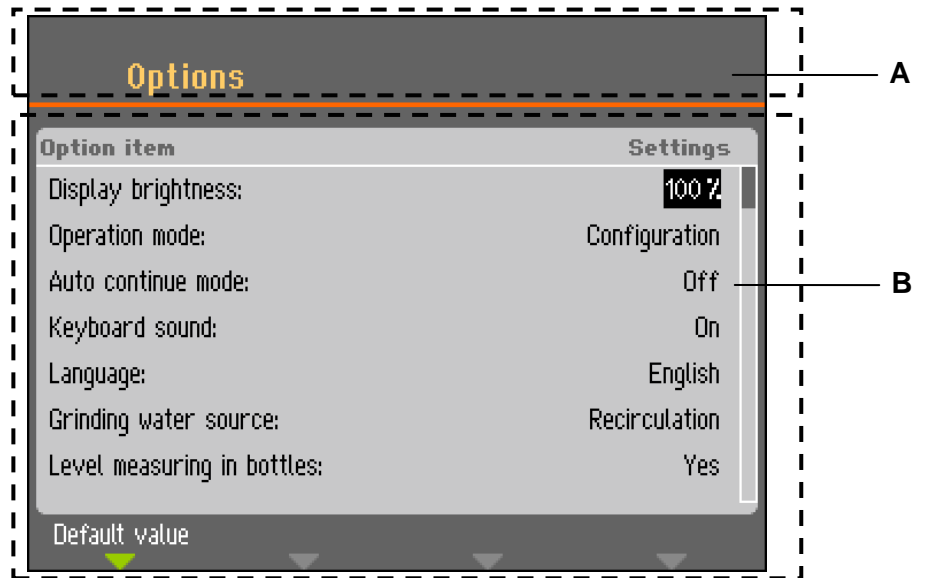 Options
A
Option item Settings
Display brightness: 100 %
Operation mode: Configuration
Auto continue mode: Off
B
Keyboard sound: On
Language: English
Grinding water source: Recirculation
Level measuring in bottles: Yes
Default value